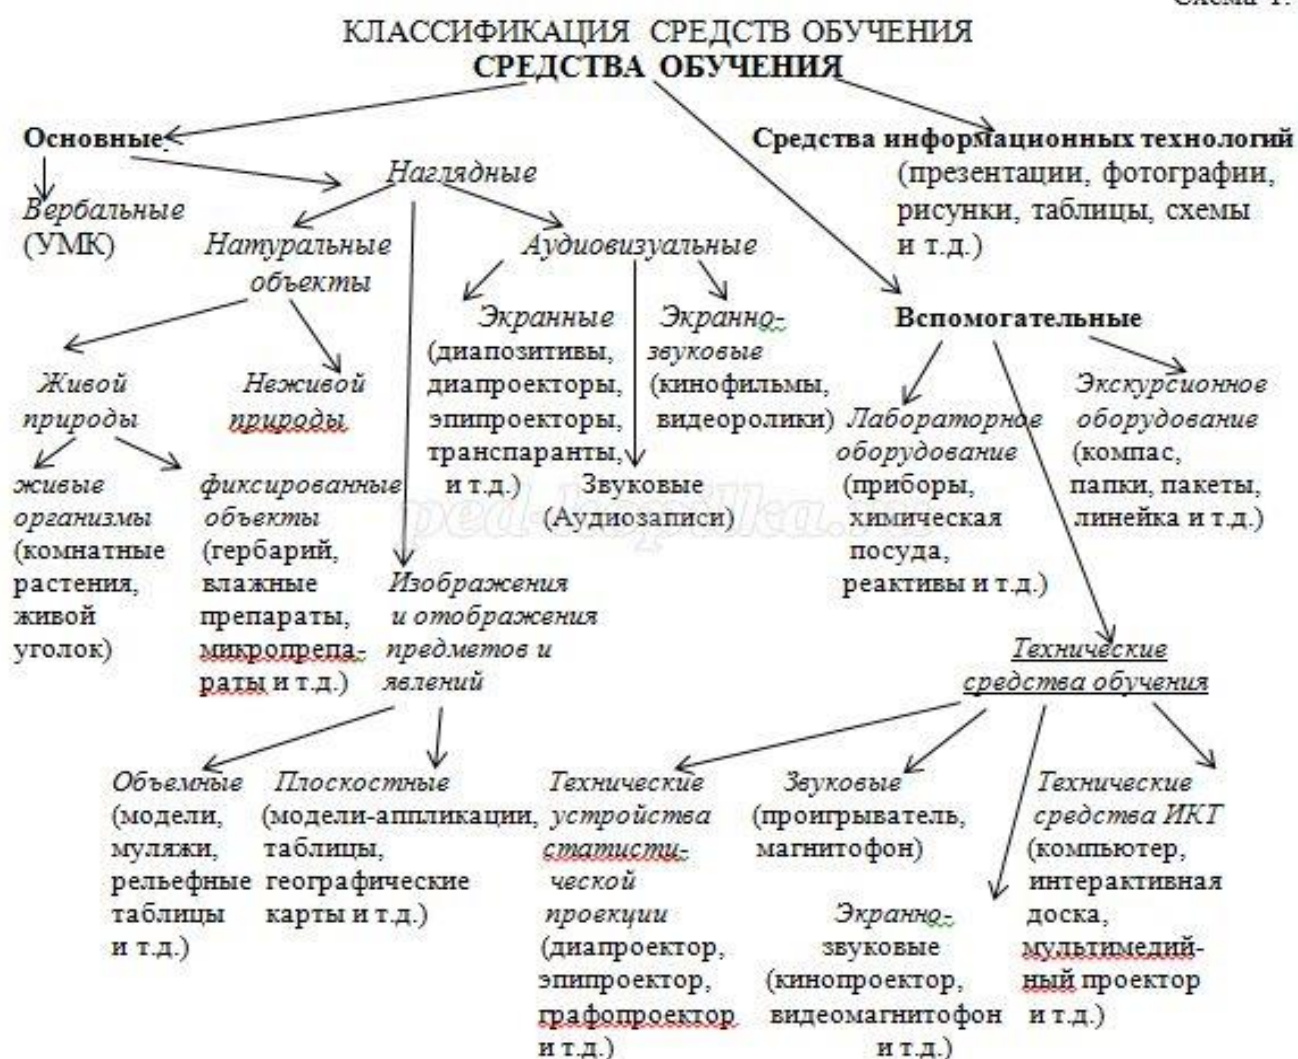 Схема 1.
КЛАССИФИКАЦИЯ СРЕДСТВ ОБУЧЕНИЯ
СРЕДСТВА ОБУЧЕНИЯ
Основные
Вербальные
(УМК)
Наглядные
Натуральные
объекты
Живой
природы
живые
организмы
(комнатные
растения,
живой
уголок)
фиксированные
объекты
(гербарий,
влажные
препараты,
микропрепа-
раты и т.д.)
Неживой
природы
Изображения
и отображения
предметов и
явлений
Объемные
(модели,
муляжи,
рельефные
таблицы
и т.д.)
Плоскостные
(модели-аппликации,
таблицы,
географические
карты и т.д.)
Аудиовизуальные
Экранные
(диапозитивы,
диапроекторы,
эпипроекторы,
транспаранты,
и т.д.)
Звуковые
(Аудиозаписи)
Экранно-
звуковые
(кинофильмы,
видеоролики)
Средства информационных технологий
(презентации, фотографии,
рисунки, таблицы, схемы
и т.д.)
Вспомогательные
Лабораторное
оборудование
(приборы,
химическая
посуда,
реактивы и т.д.)
Экскурсионное
оборудование
(компас,
папки, пакеты,
линейка и т.д.)
Технические
средства обучения
Технические
устройства
статисти-
ческой
проекции
(диапроектор,
эпипроектор,
графопроектор
и т.д.)
Звуковые
(проигрыватель,
магнитофон)
Экранно-
звуковые
(кинопроектор,
видеомагнитофон
и т.д.)
Технические
средства ИКТ
(компьютер,
интерактивная
доска,
мультимедий-
ный проектор
и т.д.)
ped-kopilka.ru